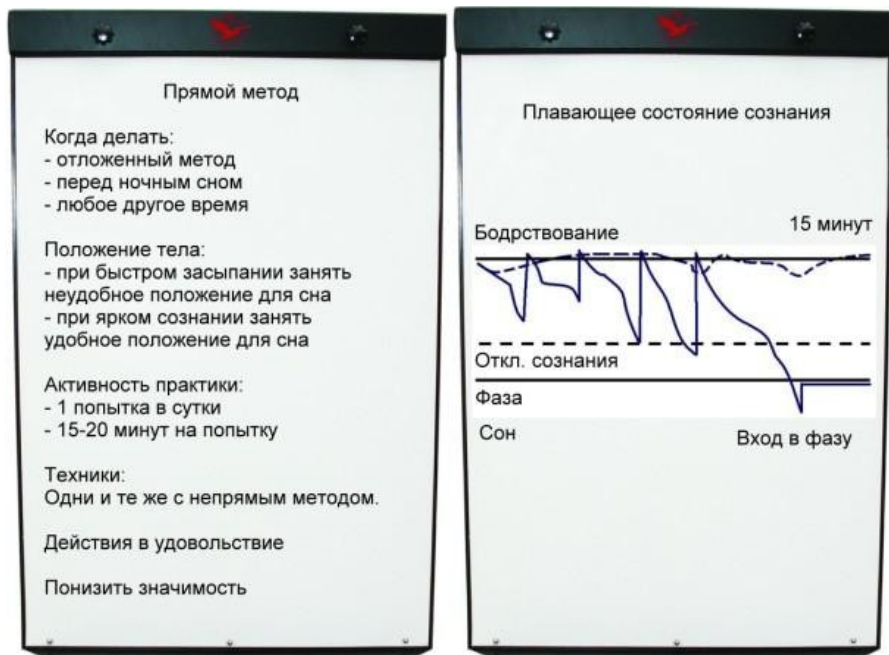 Прямой метод
Когда делать:
- отложенный метод
- перед ночным сном
- любое другое время
Положение тела:
- при быстром засыпании занять
неудобное положение для сна
- при ярком сознании занять
удобное положение для сна
Активность практики:
- 1 попытка в сутки
- 15-20 минут на попытку
Техники:
Одни и те же с непрямым методом.
Действия в удовольствие
Понизить значимость
Плавающее состояние сознания
15 минут
Бодрствование
Откл. сознания
Фаза
Сон
Вход в фазу